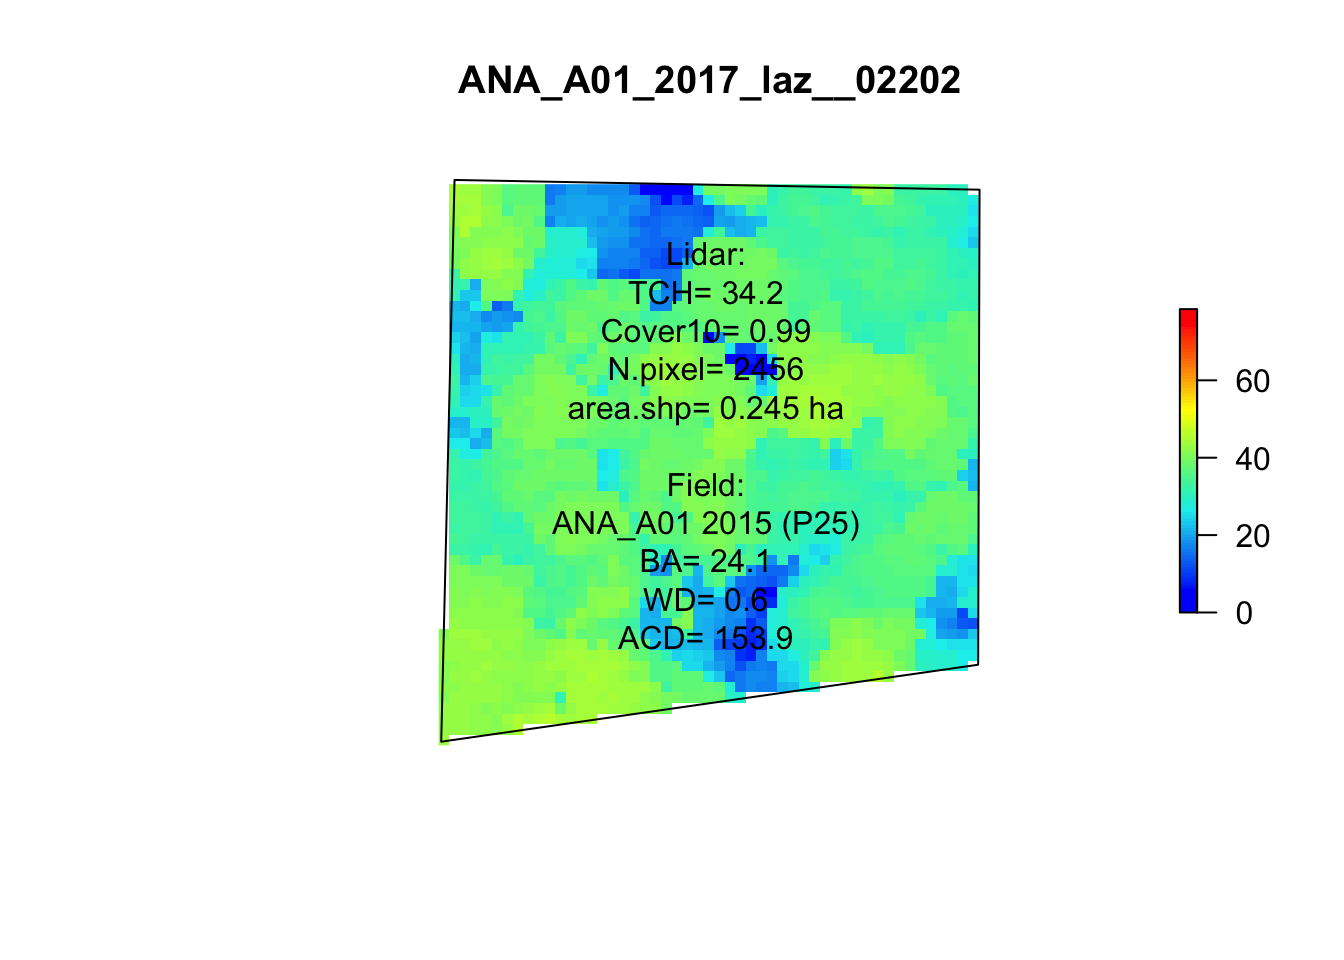 ANA_A01_2017_laz__02202
Lidar:
TCH= 34.2
Cover10= 0.99
N.pixel= 2456
area.shp= 0.245 ha
Field:
ANA_A01 2015 (P25)
BA= 24.1
WD= 0.6
ACD= 153.9
60
40
20
0